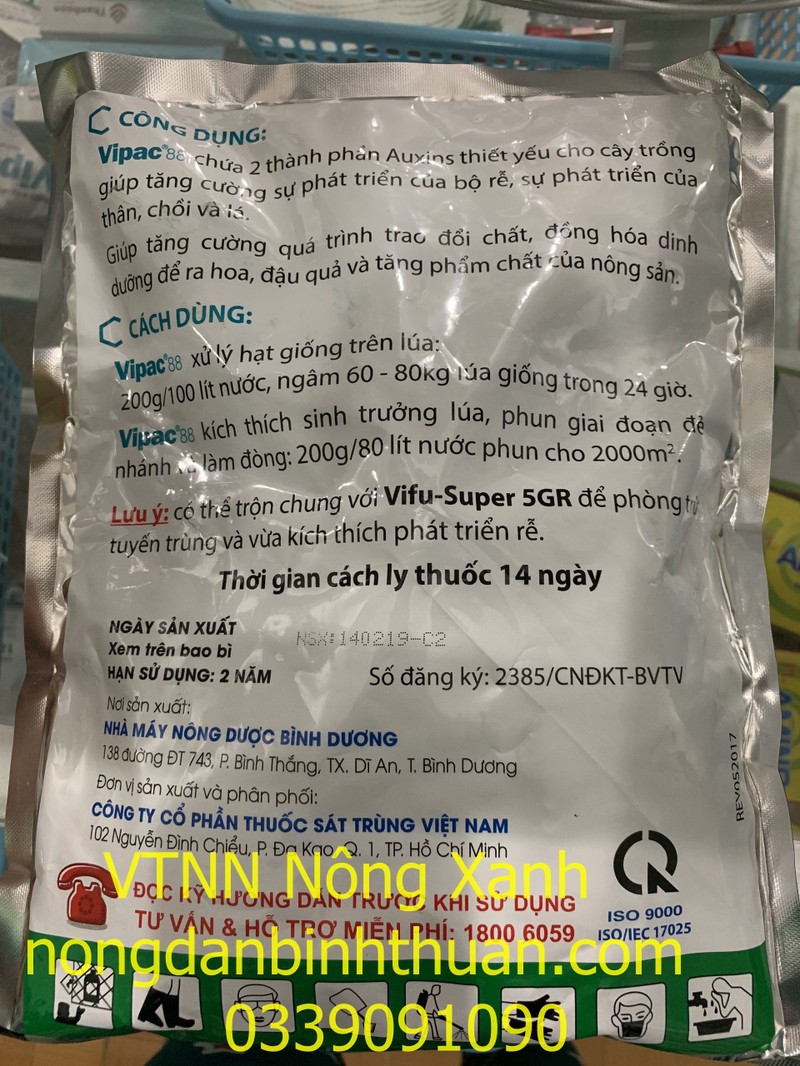 CÔNG DỤNG:
Vipac®88 chứa 2 thành phần Auxins thiết yếu cho cây trồng
giúp tăng cường sự phát triển của bộ rễ, sự phát triển của
thân, chồi và lá.
Giúp tăng cường quá trình trao đổi chất, đồng hóa dinh
dưỡng để ra hoa, đậu quả và tăng phẩm chất của nông sản.
CÁCH DÙNG:
Vipac®88 xử lý hạt giống trên lúa:
200g/100 lít nước, ngâm 60 - 80kg lúa giống trong 24 giờ.
Vipac®88 kích thích sinh trưởng lúa, phun giai đoạn đẻ
nhánh và làm đòng: 200g/80 lít nước phun cho 2000m².
Lưu ý: có thể trộn chung với Vifu-Super 5GR để phòng trừ
tuyến trùng và vừa kích thích phát triển rễ.
Thời gian cách ly thuốc 14 ngày
NGÀY SẢN XUẤT
Xem trên bao bì
NSX:140219-C2
HẠN SỬ DỤNG: 2 NĂM
Số đăng ký: 2385/CNĐKT-BVTV
Nơi sản xuất:
NHÀ MÁY NÔNG DƯỢC BÌNH DƯƠNG
138 đường ĐT 743, P. Bình Thắng, TX. Dĩ An, T. Bình Dương
Đơn vị sản xuất và phân phối:
CÔNG TY CỔ PHẦN THUỐC SÁT TRÙNG VIỆT NAM
102 Nguyễn Đình Chiểu, P. Đa Kao, Q. 1, TP. Hồ Chí Minh
REV052017
VTNN Nông Xanh
ĐỌC KỸ HƯỚNG DẪN TRƯỚC KHI SỬ DỤNG
TƯ VẤN & HỖ TRỢ MIỄN PHÍ: 1800 6059
ISO 9000
ISO/IEC 17025
nongdanbinhthuan.com
0339091090